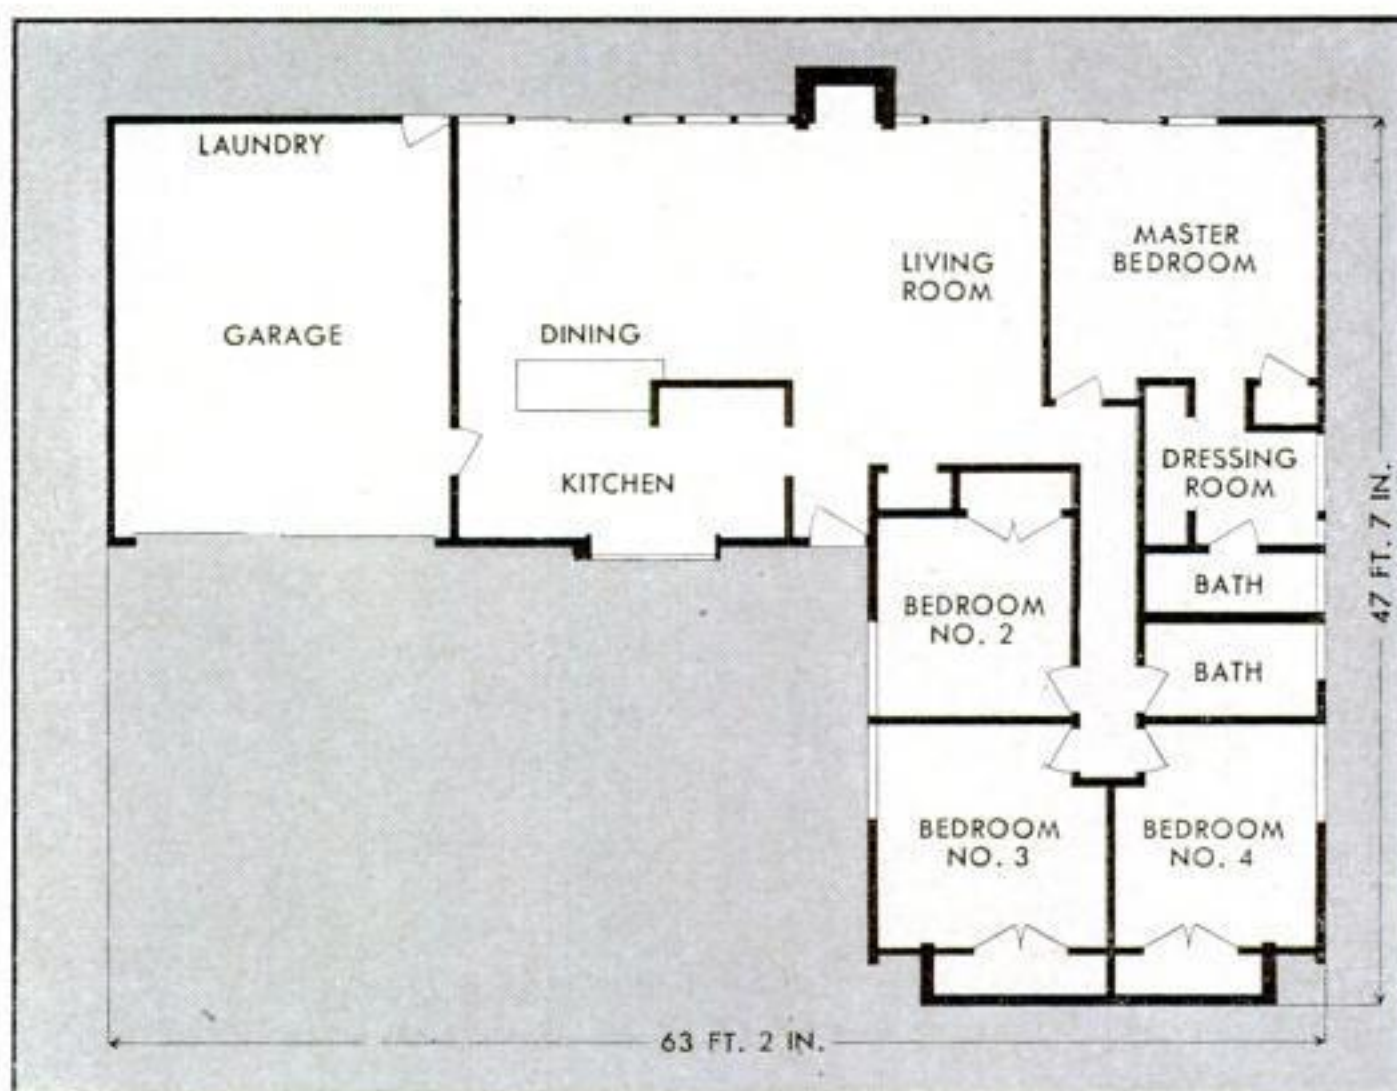 LAUNDRY
MASTER
BEDROOM
LIVING
ROOM
GARAGE
DINING
KITCHEN
DRESSING
ROOM
BATH
BEDROOM
NO. 2
BATH
BEDROOM
NO. 3
BEDROOM
NO. 4
47 FT. 7 IN.
63 FT. 2 IN.